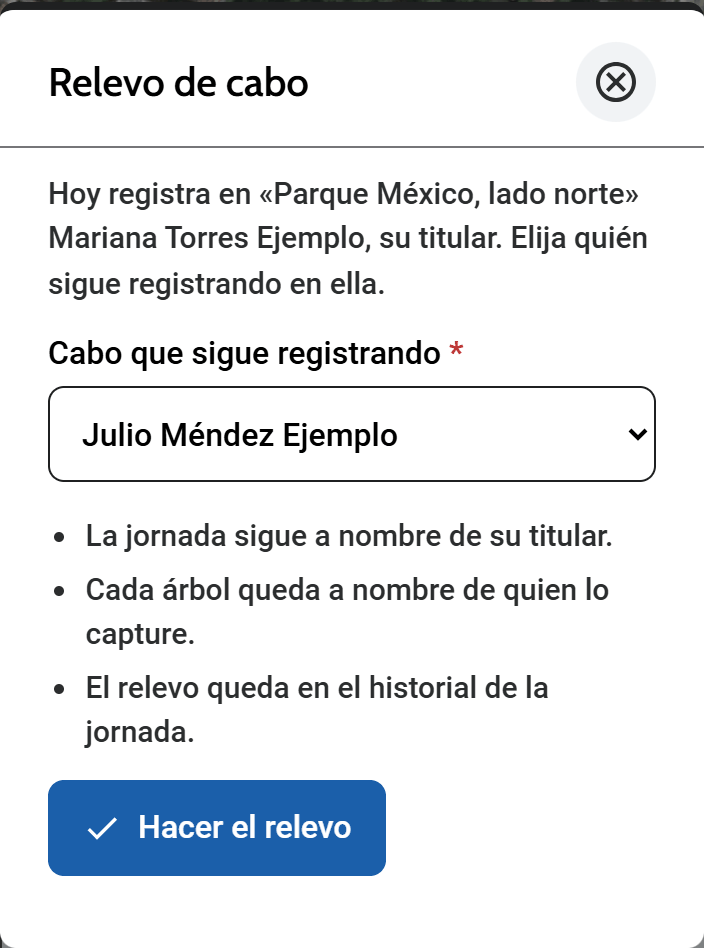 Relevo de cabo
Hoy registra en «Parque México, lado norte»
Mariana Torres Ejemplo, su titular. Elija quién
sigue registrando en ella.
Cabo que sigue registrando *
Julio Méndez Ejemplo
• La jornada sigue a nombre de su titular.
• Cada árbol queda a nombre de quien lo
capture.
• El relevo queda en el historial de la
jornada.
Hacer el relevo